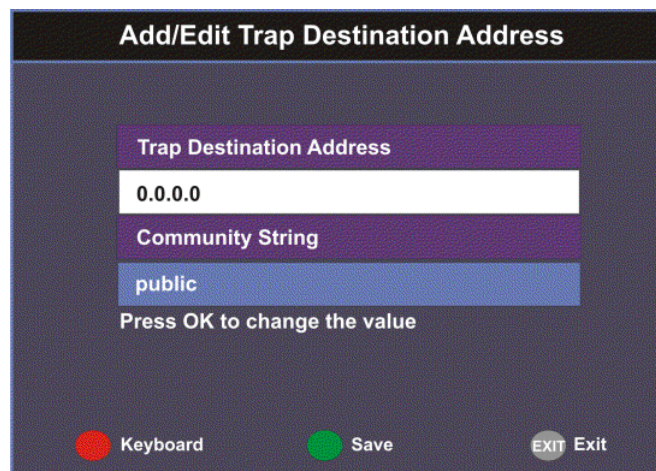 Add/Edit Trap Destination Address
Trap Destination Address
0.0.0.0
Community String
public
Press OK to change the value
Keyboard Save EXIT Exit